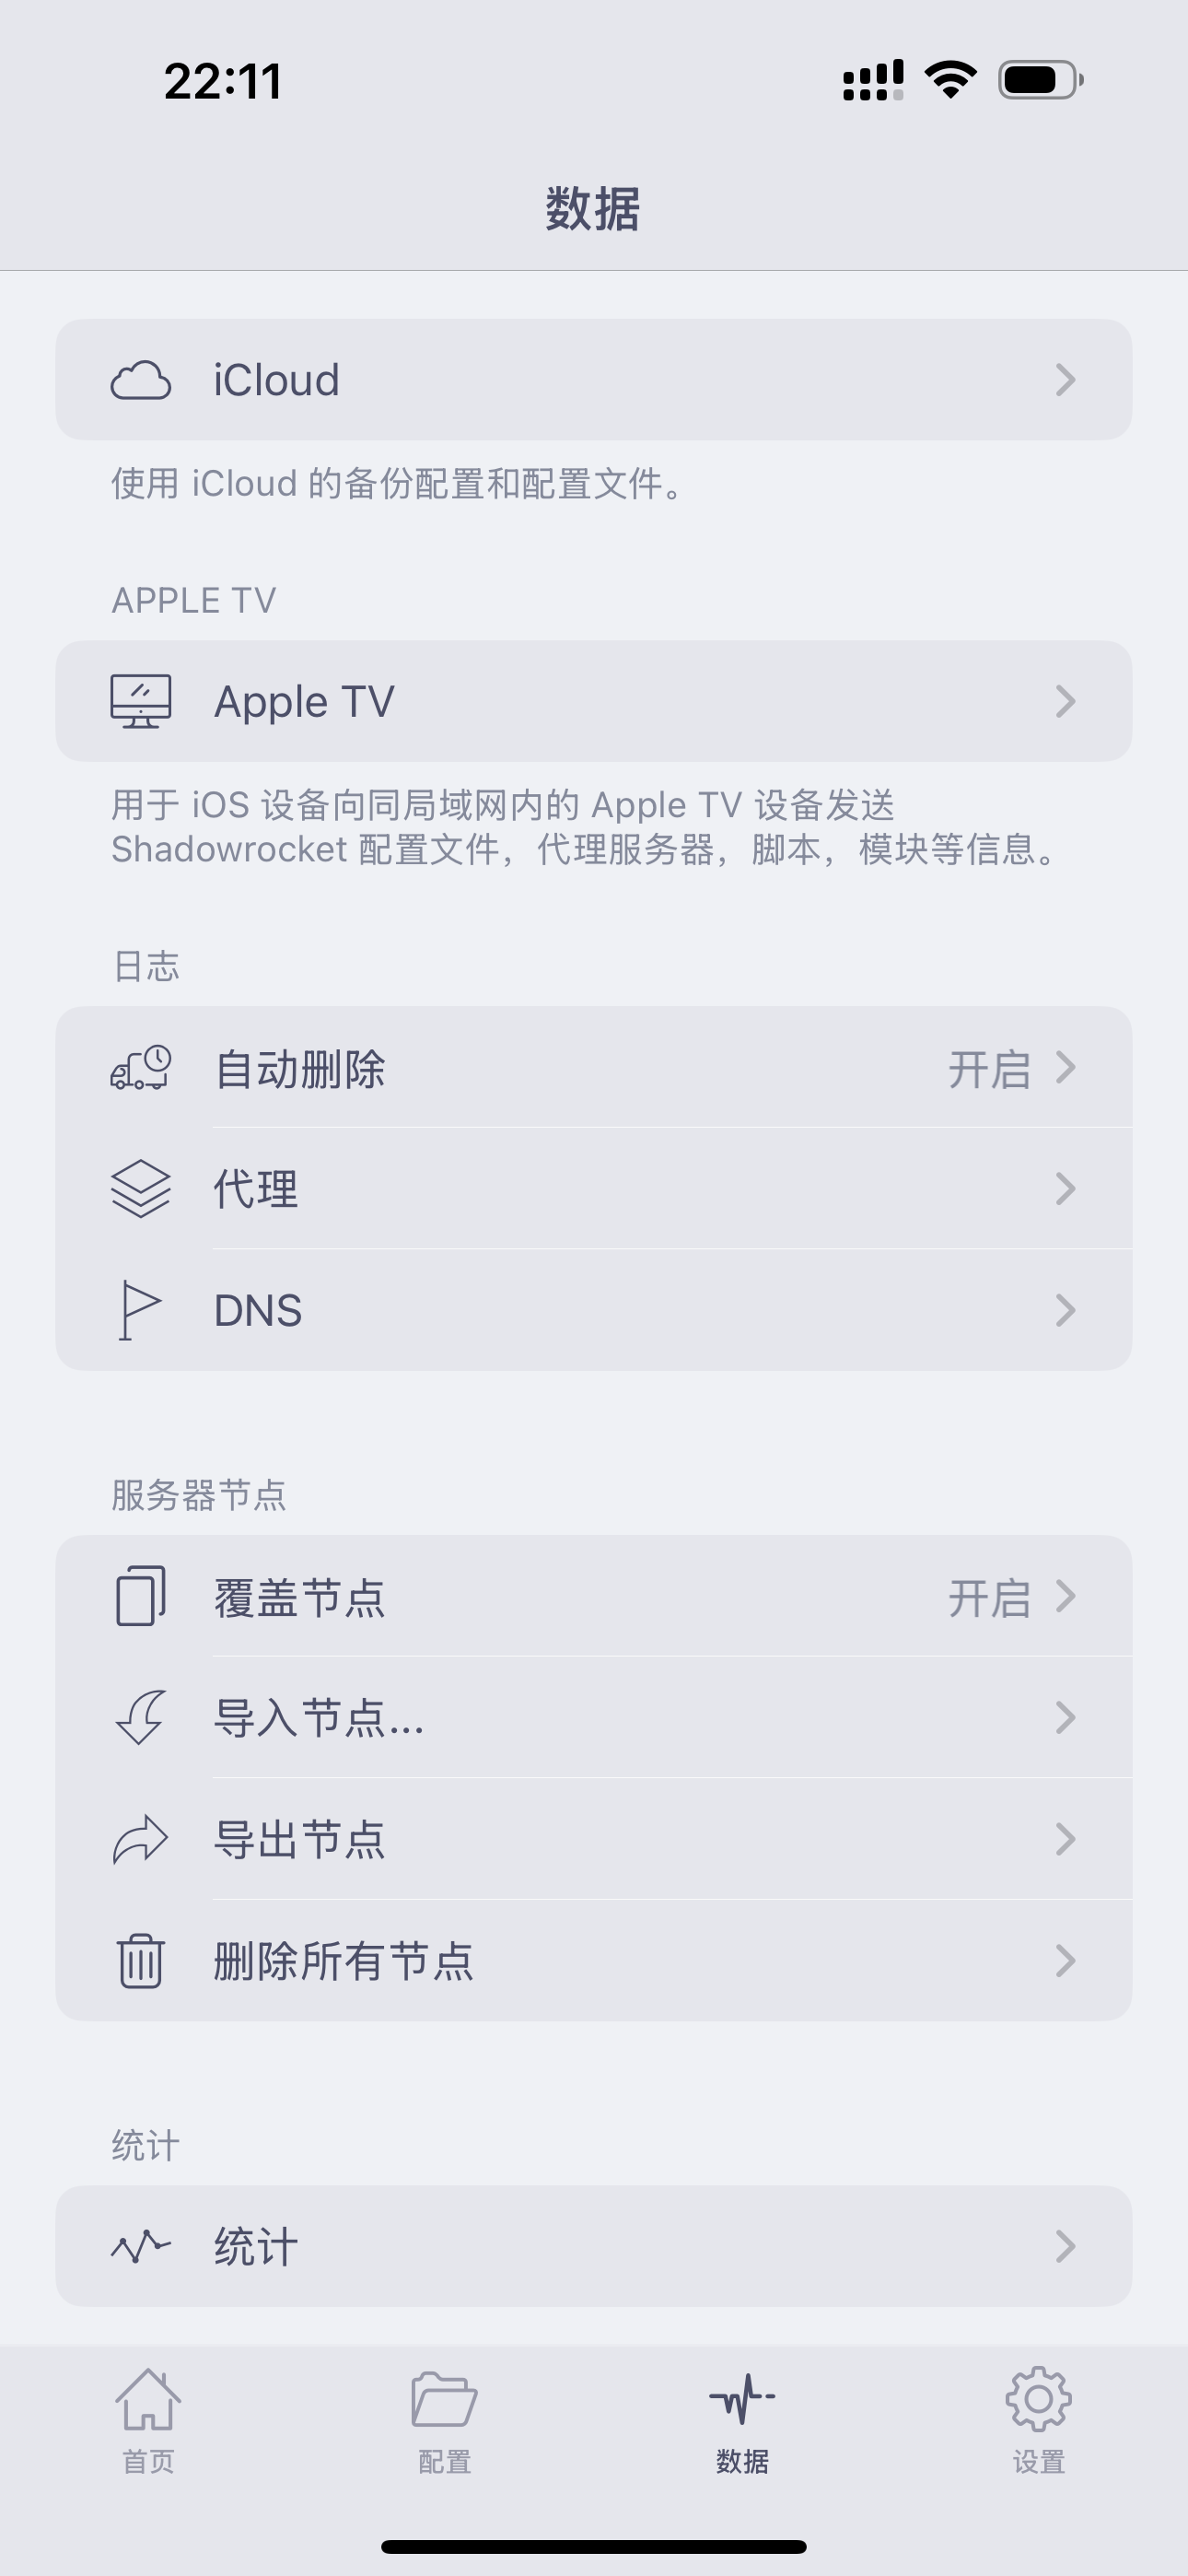 22:11
数据
iCloud
使用 iCloud 的备份配置和配置文件。
APPLE TV
Apple TV
用于 iOS 设备向同局域网内的 Apple TV 设备发送
Shadowrocket 配置文件，代理服务器，脚本，模块等信息。
日志
自动删除 开启
代理
DNS
服务器节点
覆盖节点 开启
导入节点...
导出节点
删除所有节点
统计
统计
首页 配置 数据 设置